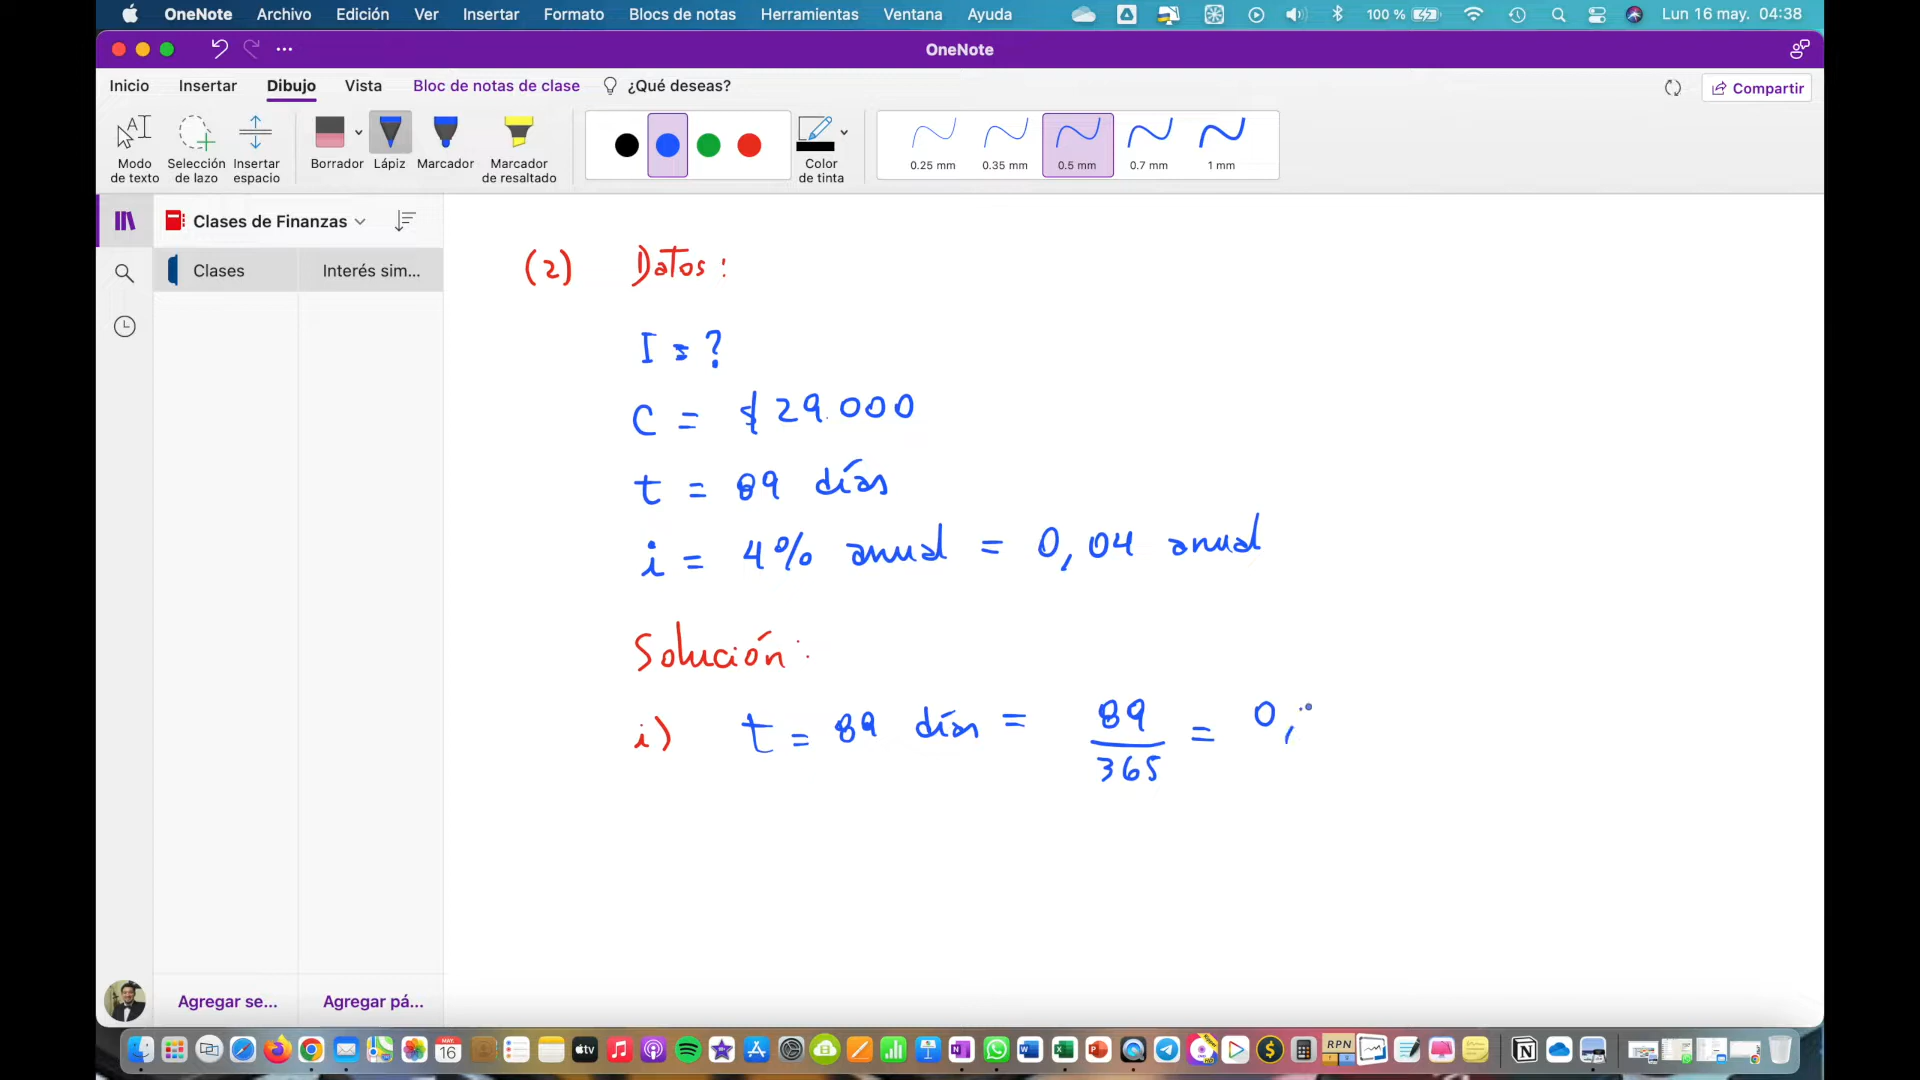 OneNote Archivo Edición Ver Insertar Formato Blocs de notas Herramientas Ventana Ayuda 100 % Lun 16 may. 04:38
OneNote
Inicio Insertar Dibujo Vista Bloc de notas de clase ¿Qué deseas? Compartir
Modo de texto
Selección de lazo
Insertar espacio
Borrador
Lápiz
Marcador
Marcador de resaltado
Color de tinta
0.25 mm 0.35 mm 0.5 mm 0.7 mm 1 mm
Clases de Finanzas
Clases Interés sim...
(2) Datos:
I = ?
C = $ 29.000
t = 89 días
i = 4% anual = 0,04 anual
Solución:
i) t = 89 días = 89/365 = 0,
Agregar se... Agregar pá...
MAY 16
tv
RPN